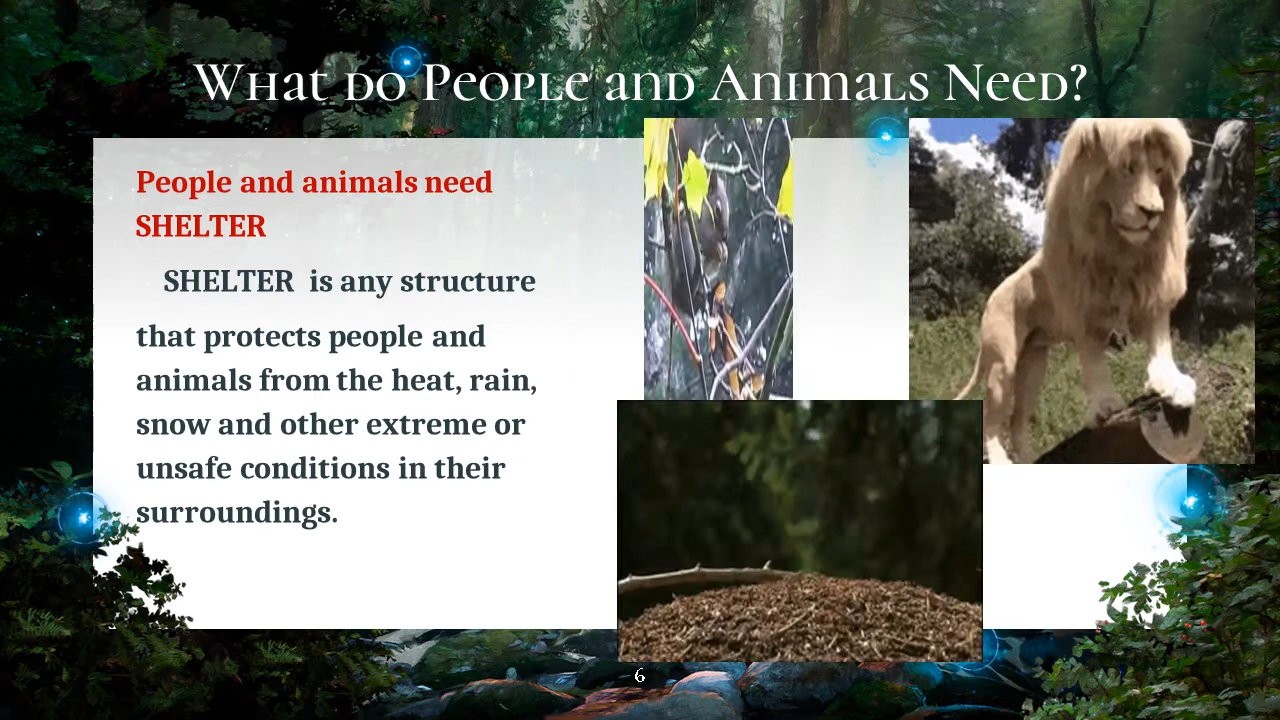 What do People and Animals Need?
People and animals need
SHELTER
SHELTER is any structure
that protects people and
animals from the heat, rain,
snow and other extreme or
unsafe conditions in their
surroundings.
6